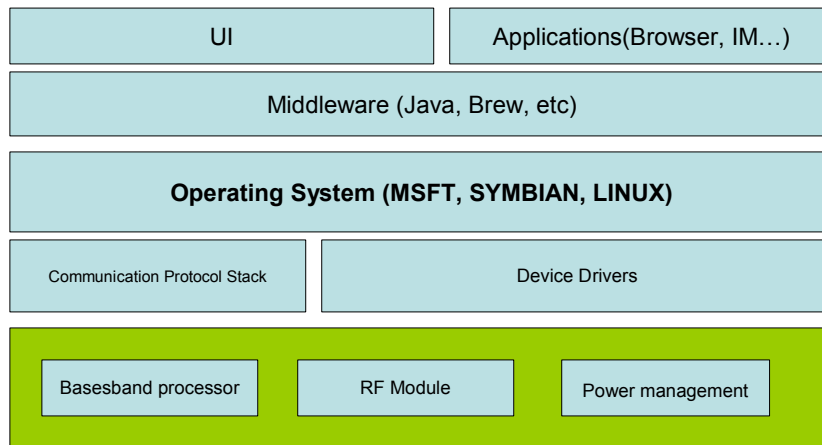 UI
Applications(Browser, IM…)
Middleware (Java, Brew, etc)
Operating System (MSFT, SYMBIAN, LINUX)
Communication Protocol Stack
Device Drivers
Basesband processor
RF Module
Power management